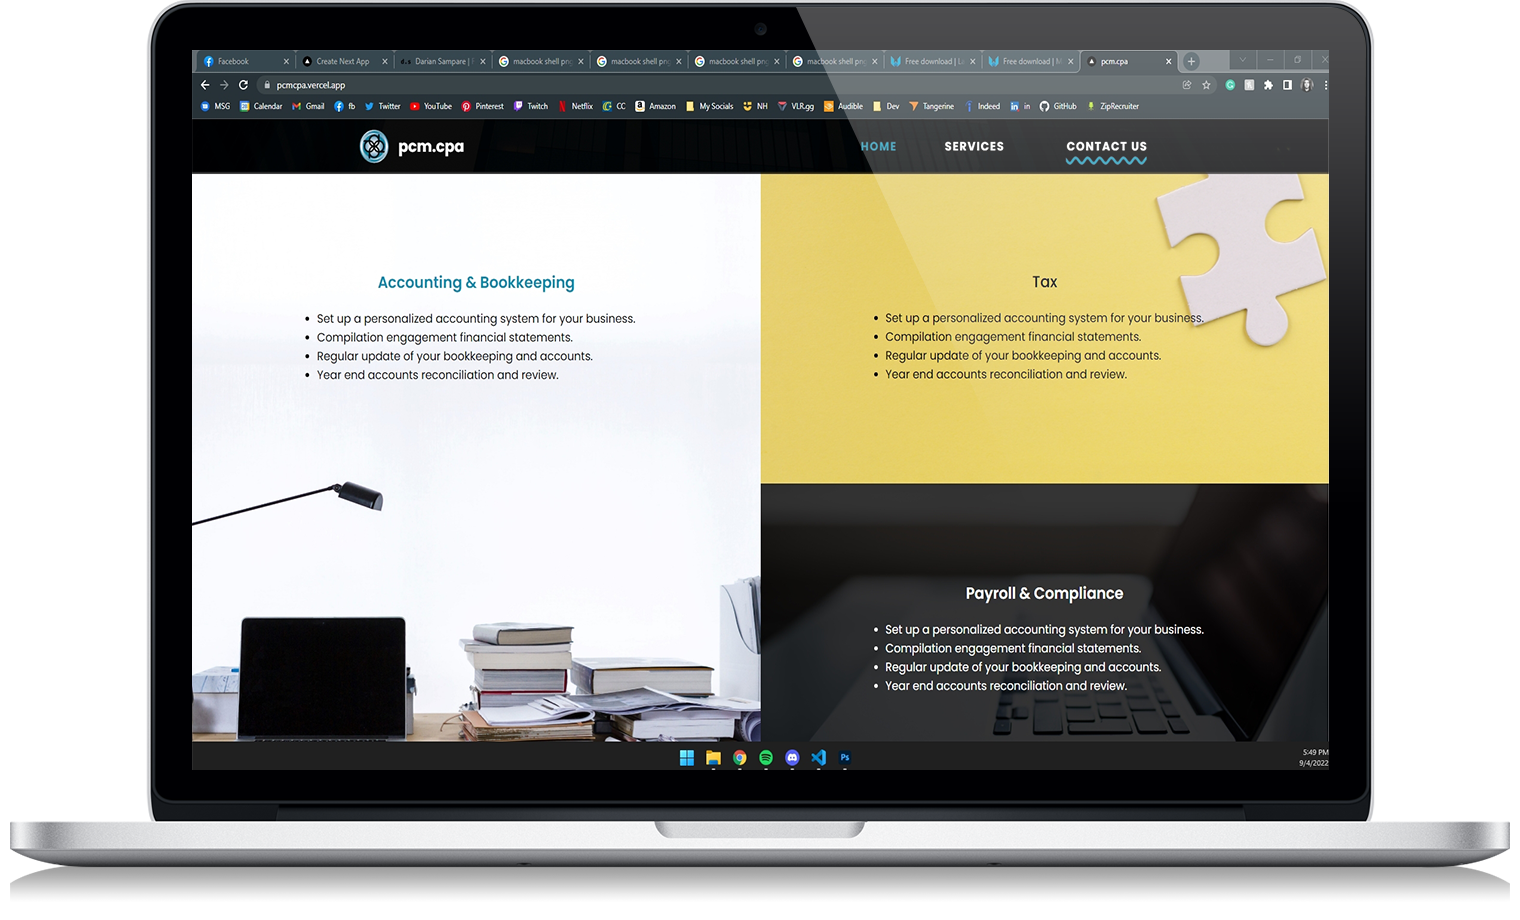 Facebook
Create Next App
Darian Sampare |
macbook shell pn
macbook shell pn
macbook shell pn
macbook shell pn
Free download |
Free download |
pcm.cpa
pcmcpa.vercel.app
MSG Calendar Gmail fb Twitter YouTube Pinterest Twitch Netflix CC Amazon My Socials NH VLR.gg Audible Dev Tangerine Indeed in GitHub ZipRecruiter
pcm.cpa
HOME SERVICES CONTACT US
Accounting & Bookkeeping
Set up a personalized accounting system for your business.
Compilation engagement financial statements.
Regular update of your bookkeeping and accounts.
Year end accounts reconciliation and review.
Tax
Set up a personalized accounting system for your business.
Compilation engagement financial statements.
Regular update of your bookkeeping and accounts.
Year end accounts reconciliation and review.
Payroll & Compliance
Set up a personalized accounting system for your business.
Compilation engagement financial statements.
Regular update of your bookkeeping and accounts.
Year end accounts reconciliation and review.
Ps
5:49 PM
9/4/2022